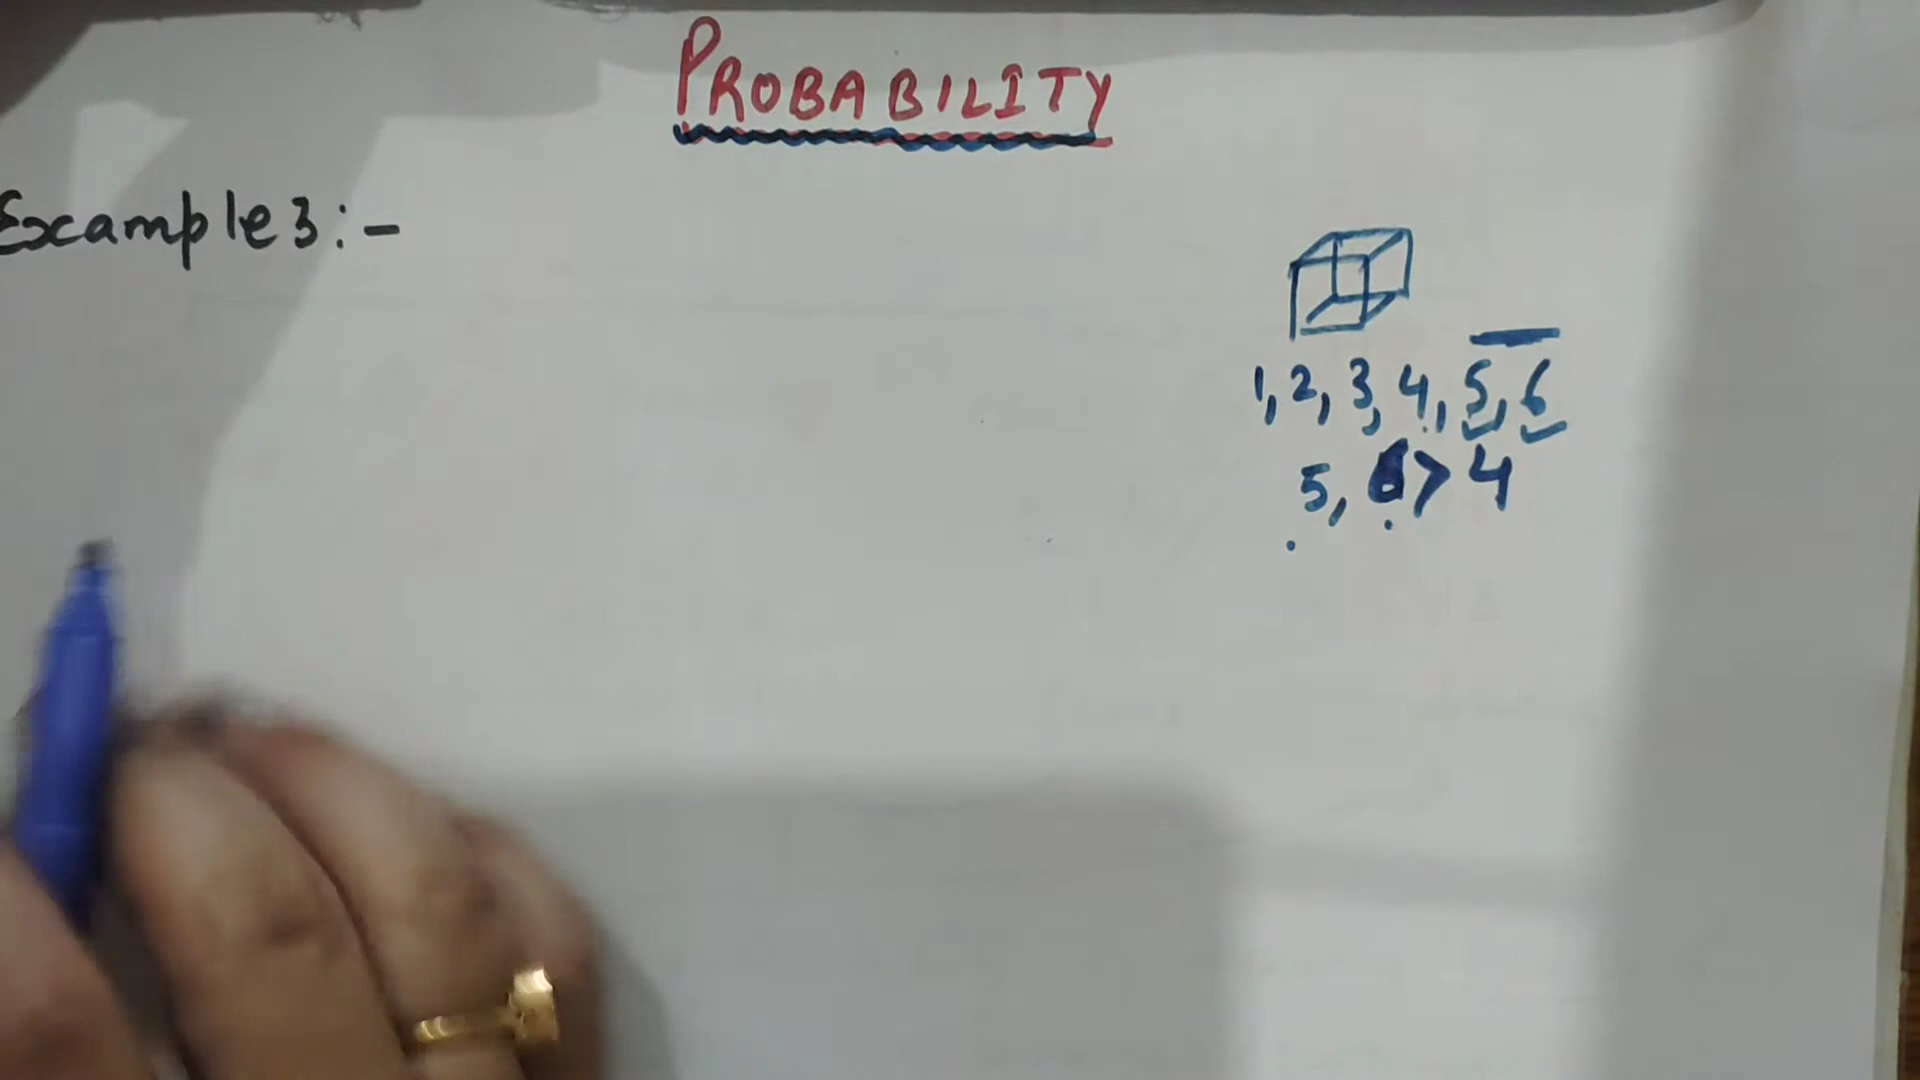 PROBABILITY
Example 3:-
1, 2, 3, 4, 5, 6
5, 6 > 4